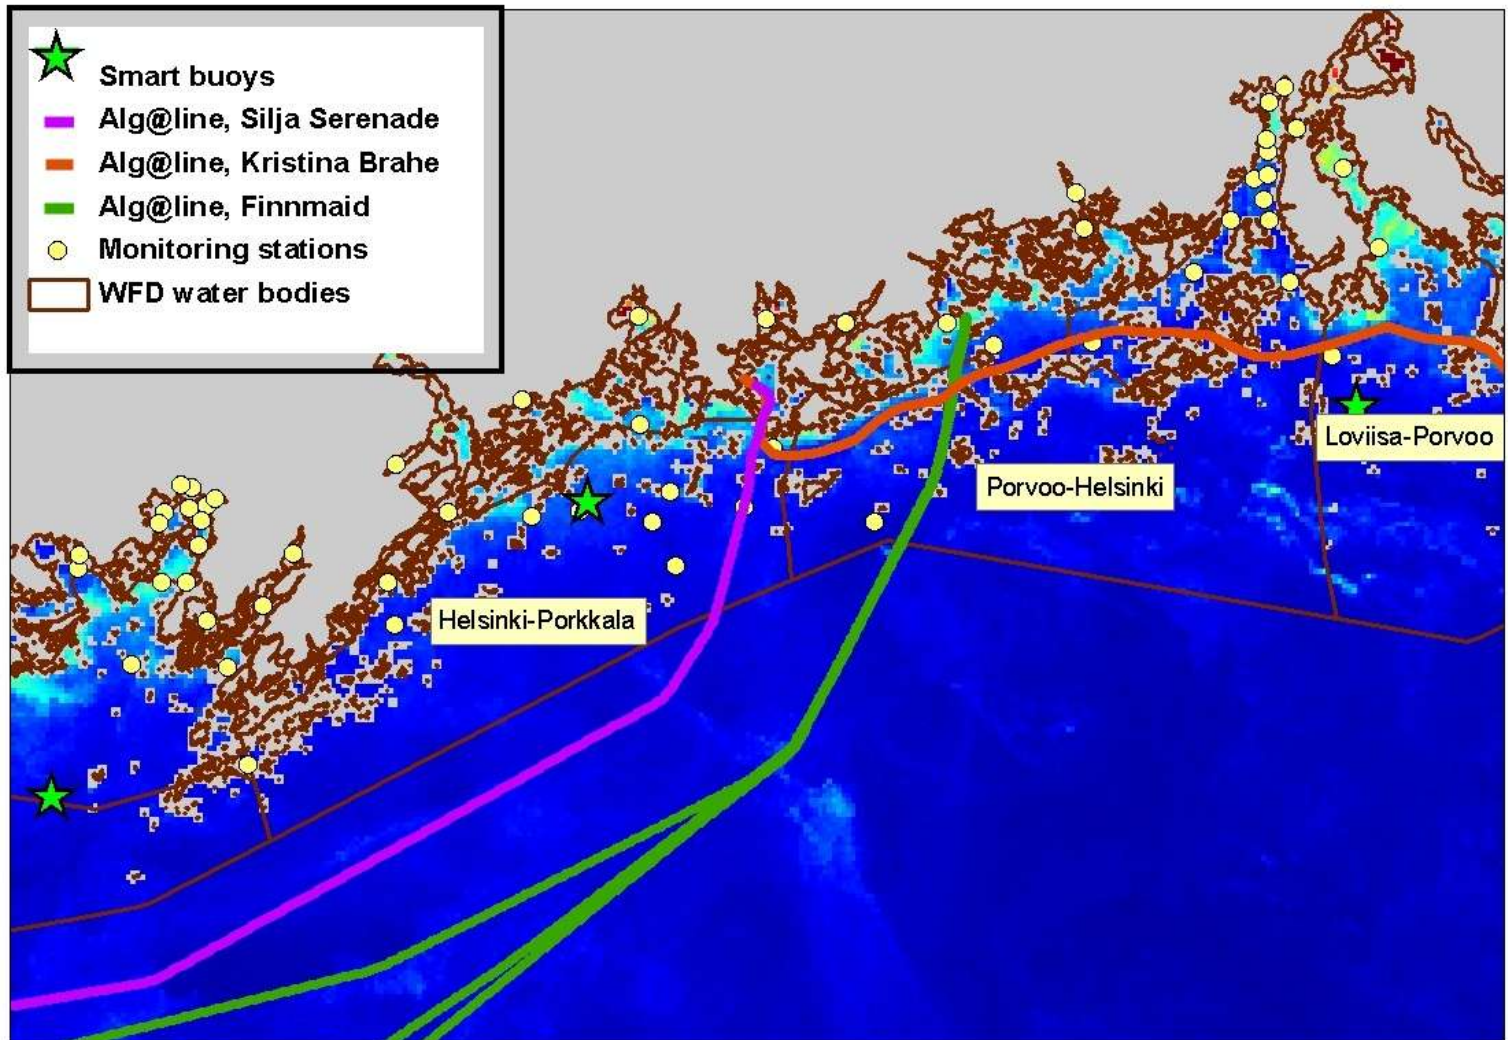 Smart buoys
Alg@line, Silja Serenade
Alg@line, Kristina Brahe
Alg@line, Finnmaid
Monitoring stations
WFD water bodies
Loviisa-Porvoo
Porvoo-Helsinki
Helsinki-Porkkala